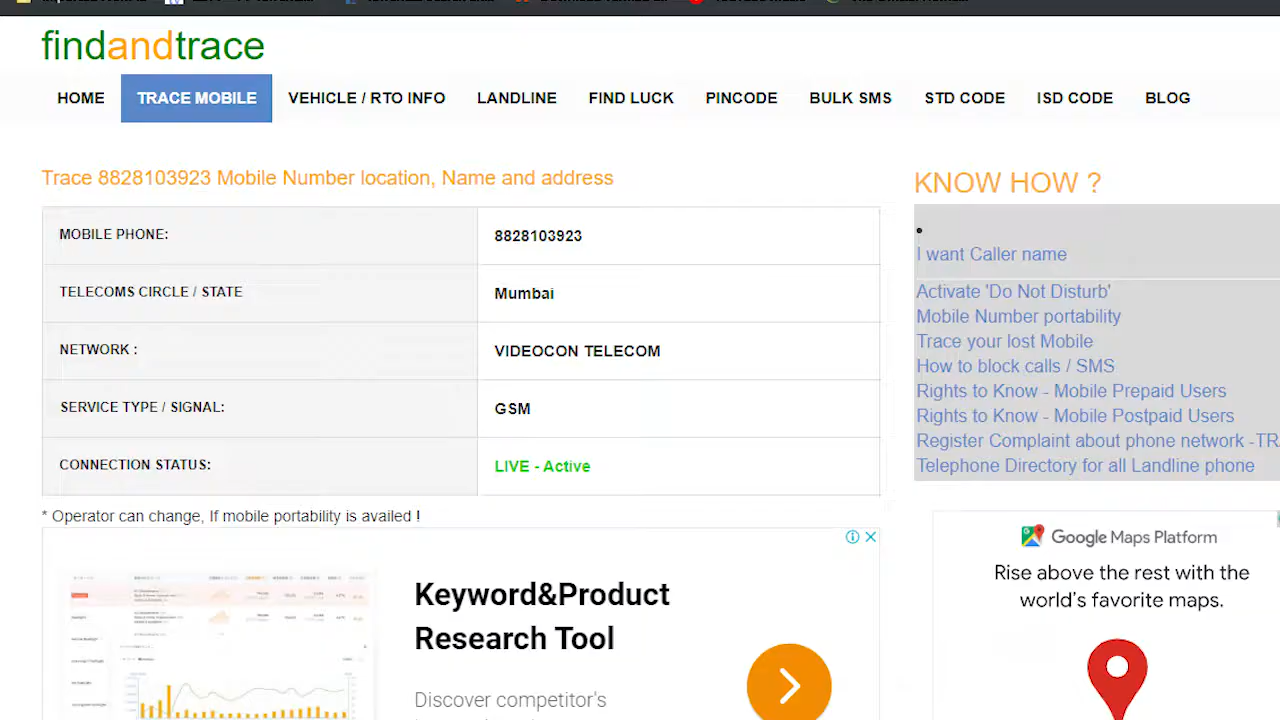 findandtrace
HOME TRACE MOBILE VEHICLE / RTO INFO LANDLINE FIND LUCK PINCODE BULK SMS STD CODE ISD CODE BLOG
Trace 8828103923 Mobile Number location, Name and address
MOBILE PHONE: 8828103923
TELECOMS CIRCLE / STATE Mumbai
NETWORK : VIDEOCON TELECOM
SERVICE TYPE / SIGNAL: GSM
CONNECTION STATUS: LIVE - Active
* Operator can change, If mobile portability is availed !
Keyword&Product
Research Tool
Discover competitor's
KNOW HOW ?
I want Caller name
Activate 'Do Not Disturb'
Mobile Number portability
Trace your lost Mobile
How to block calls / SMS
Rights to Know - Mobile Prepaid Users
Rights to Know - Mobile Postpaid Users
Register Complaint about phone network -TR
Telephone Directory for all Landline phone
Google Maps Platform
Rise above the rest with the
world's favorite maps.